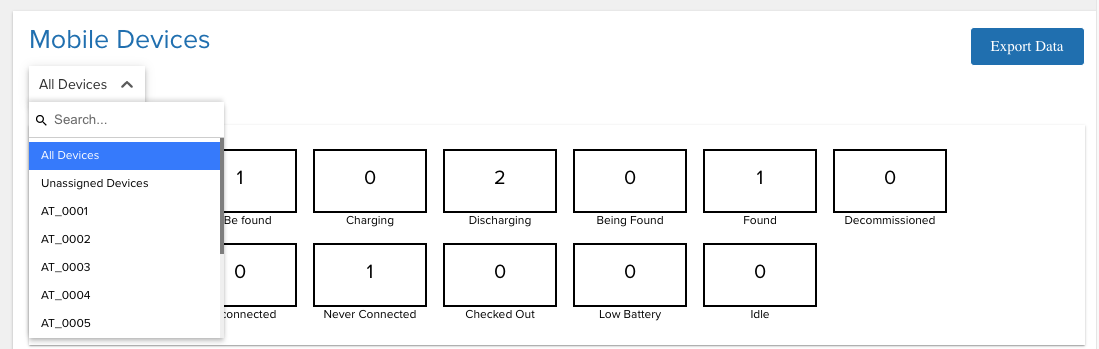 Mobile Devices
Export Data
All Devices
Search...
All Devices
Unassigned Devices
AT_0001
AT_0002
AT_0003
AT_0004
AT_0005
1 0 2 0 1 0
Be found Charging Discharging Being Found Found Decommissioned
0 1 0 0 0
Never Connected Checked Out Low Battery Idle